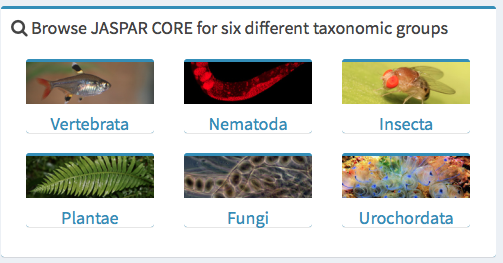 Browse JASPAR CORE for six different taxonomic groups
Vertebrata Nematoda Insecta
Plantae Fungi Urochordata